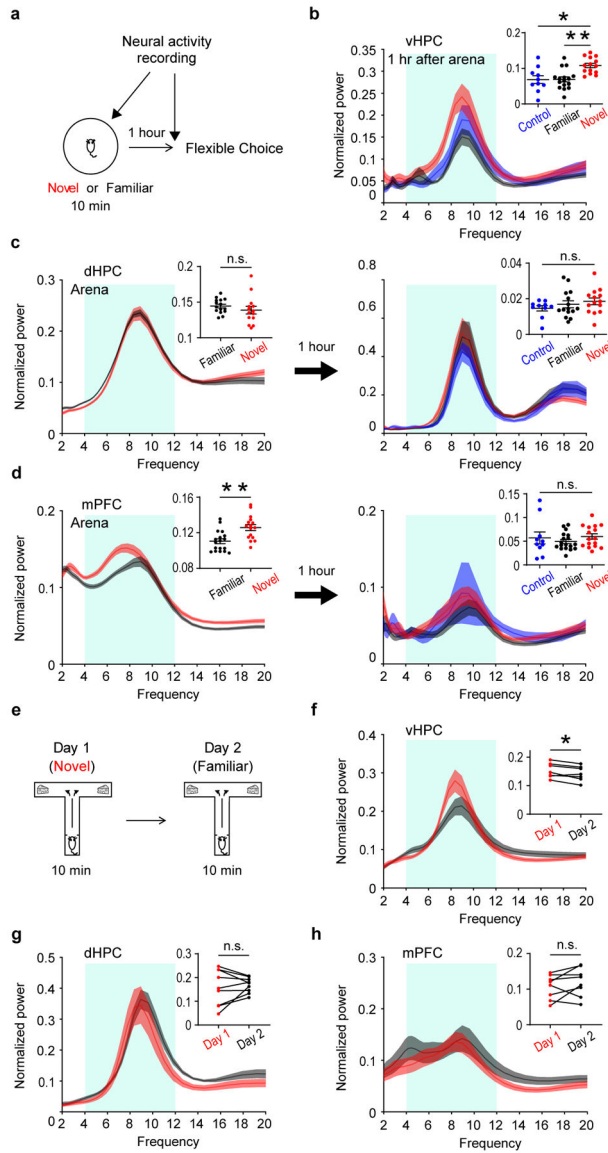 a
Neural activity
recording
1 hour
Flexible Choice
Novel or Familiar
10 min
b
vHPC
1 hr after arena
Normalized power
0.35
0.30
0.25
0.2
0.15
0.1
0.05
0
2 4 6 8 10 12 14 16 18 20
Frequency
*
**
0.2
0.1
0
Control
Familiar
Novel
c
dHPC
Arena
Normalized power
0.4
0.3
0.2
0.1
0
2 4 6 8 10 12 14 16 18 20
Frequency
n.s.
0.2
0.15
0.1
Familiar
Novel
1 hour
0.8
0.6
0.4
0.2
0
2 4 6 8 10 12 14 16 18 20
Frequency
n.s.
0.04
0.02
0
Control
Familiar
Novel
d
mPFC
Arena
Normalized power
0.2
0.1
0
2 4 6 8 10 12 14 16 18 20
Frequency
**
0.16
0.12
0.08
Familiar
Novel
1 hour
0.2
0.1
0
2 4 6 8 10 12 14 16 18 20
Frequency
n.s.
0.15
0.1
0.05
0
Control
Familiar
Novel
e
Day 1
(Novel)
10 min
Day 2
(Familiar)
10 min
f
vHPC
Normalized power
0.4
0.3
0.2
0.1
0
2 4 6 8 10 12 14 16 18 20
Frequency
*
0.2
0.1
0
Day 1
Day 2
g
dHPC
Normalized power
0.5
0.4
0.3
0.2
0.1
0
2 4 6 8 10 12 14 16 18 20
Frequency
n.s.
0.3
0.2
0.1
0
Day 1
Day 2
h
mPFC
Normalized power
0.3
0.2
0.1
0
2 4 6 8 10 12 14 16 18 20
Frequency
n.s.
0.2
0.1
0
Day 1
Day 2